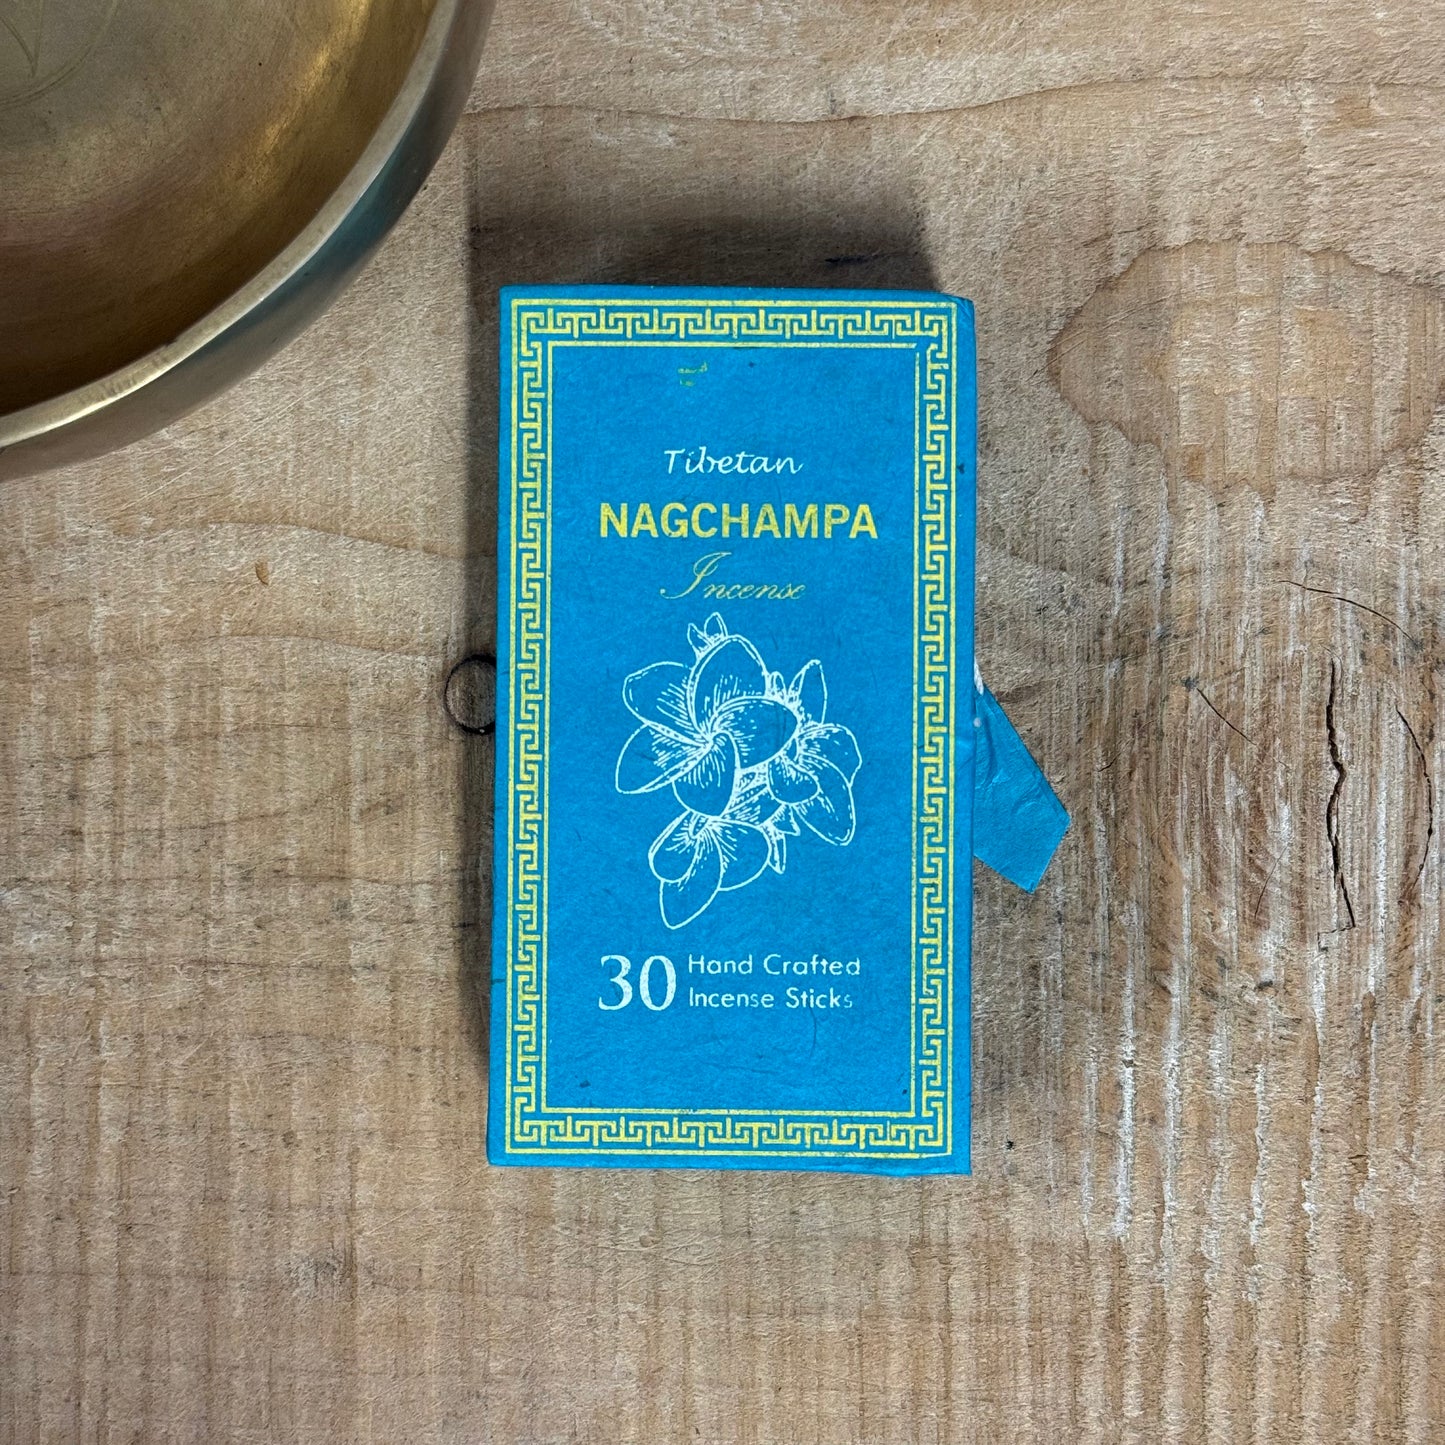 Tibetan
NAGCHAMPA
Incense
30 Hand Crafted
Incense Sticks